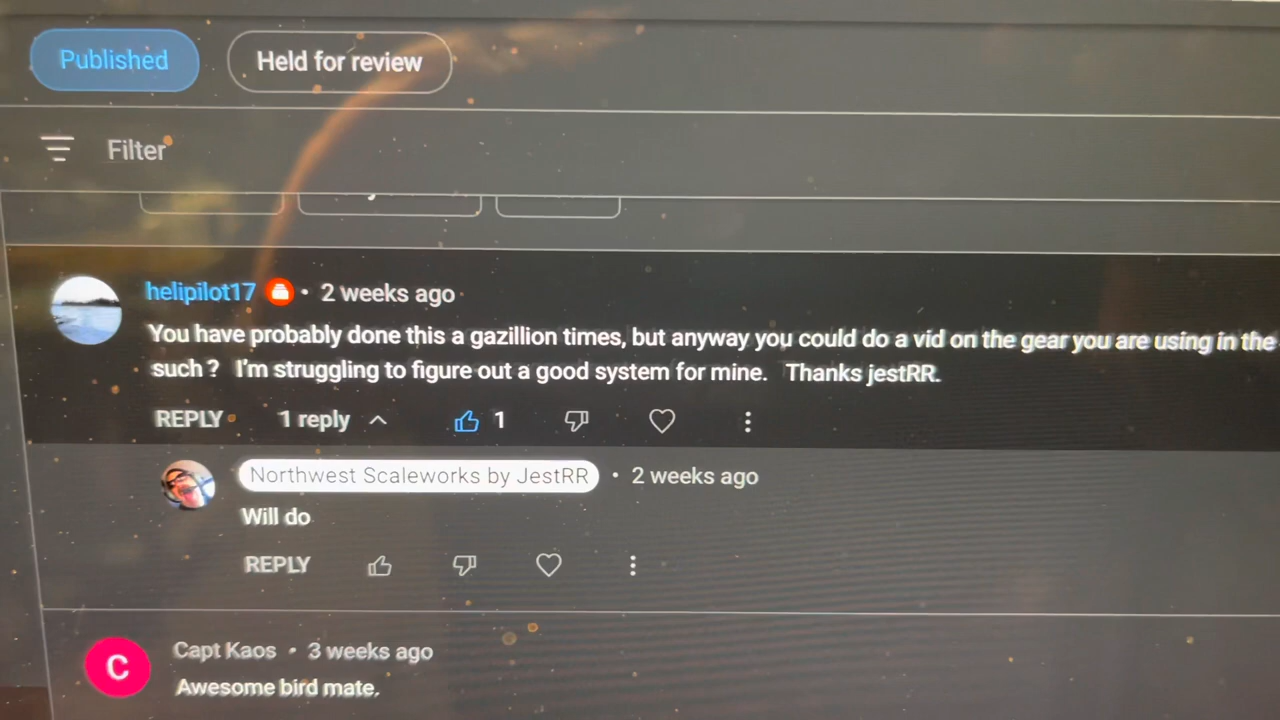 Published
Held for review
Filter
helipilot17 • 2 weeks ago
You have probably done this a gazillion times, but anyway you could do a vid on the gear you are using in the
such ? I'm struggling to figure out a good system for mine. Thanks jestRR.
REPLY 1 reply 1
Northwest Scaleworks by JestRR • 2 weeks ago
Will do
REPLY
C
Capt Kaos • 3 weeks ago
Awesome bird mate.